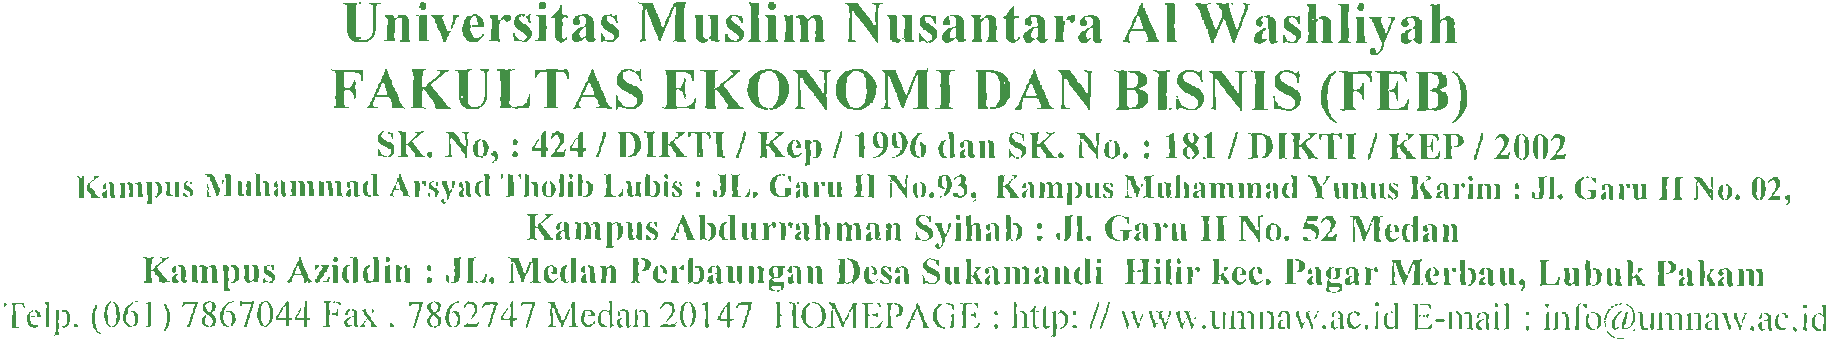 Universitas Muslim Nusantara Al Washliyah
FAKULTAS EKONOMI DAN BISNIS (FEB)
SK. No, : 424 / DIKTI / Kep / 1996 dan SK. No. : 181 / DIKTI / KEP / 2002
Kampus Muhammad Arsyad Tholib Lubis : JL. Garu II No.93, Kampus Muhammad Yunus Karim : Jl. Garu II No. 02,
Kampus Abdurrahman Syihab : Jl. Garu II No. 52 Medan
Kampus Aziddin : JL. Medan Perbaungan Desa Sukamandi Hilir kec. Pagar Merbau, Lubuk Pakam
Telp. (061) 7867044 Fax . 7862747 Medan 20147 HOMEPAGE : http: // www.umnaw.ac.id E-mail : info@umnaw.ac.id